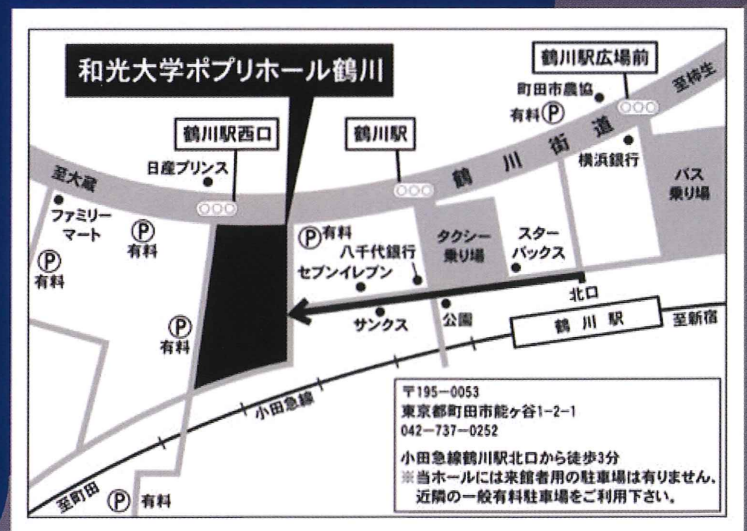 和光大学ポプリホール鶴川
鶴川駅広場前
町田市農協
有料Ⓟ
至柿生
鶴川駅西口
鶴川駅
鶴川街道
横浜銀行
バス
乗り場
日産プリンス
至大蔵
ファミリー
マート
Ⓟ
有料
Ⓟ
有料
Ⓟ有料
八千代銀行
セブンイレブン
タクシー
乗り場
スター
バックス
サンクス
公園
北口
鶴川駅
至新宿
Ⓟ
有料
小田急線
至町田
Ⓟ 有料
〒195-0053
東京都町田市能ヶ谷1-2-1
042-737-0252
小田急線鶴川駅北口から徒歩3分
※当ホールには来館者用の駐車場は有りません、
近隣の一般有料駐車場をご利用下さい。